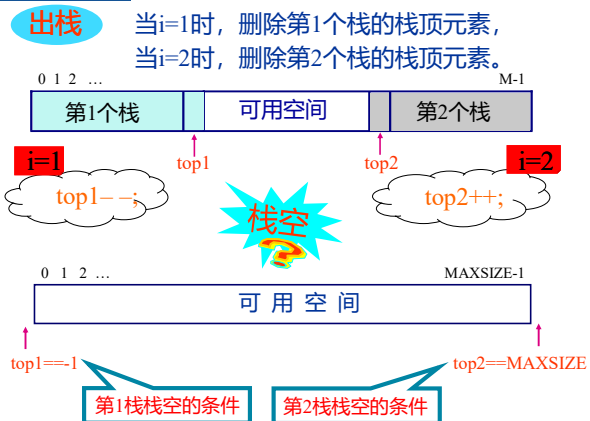 出栈
当i=1时，删除第1个栈的栈顶元素，
当i=2时，删除第2个栈的栈顶元素。
0 1 2 … M-1
第1个栈 可用空间 第2个栈
i=1 top1 top2 i=2
top1– –; top2++;
栈空
?
0 1 2 … MAXSIZE-1
可 用 空 间
top1==-1 top2==MAXSIZE
第1栈栈空的条件 第2栈栈空的条件